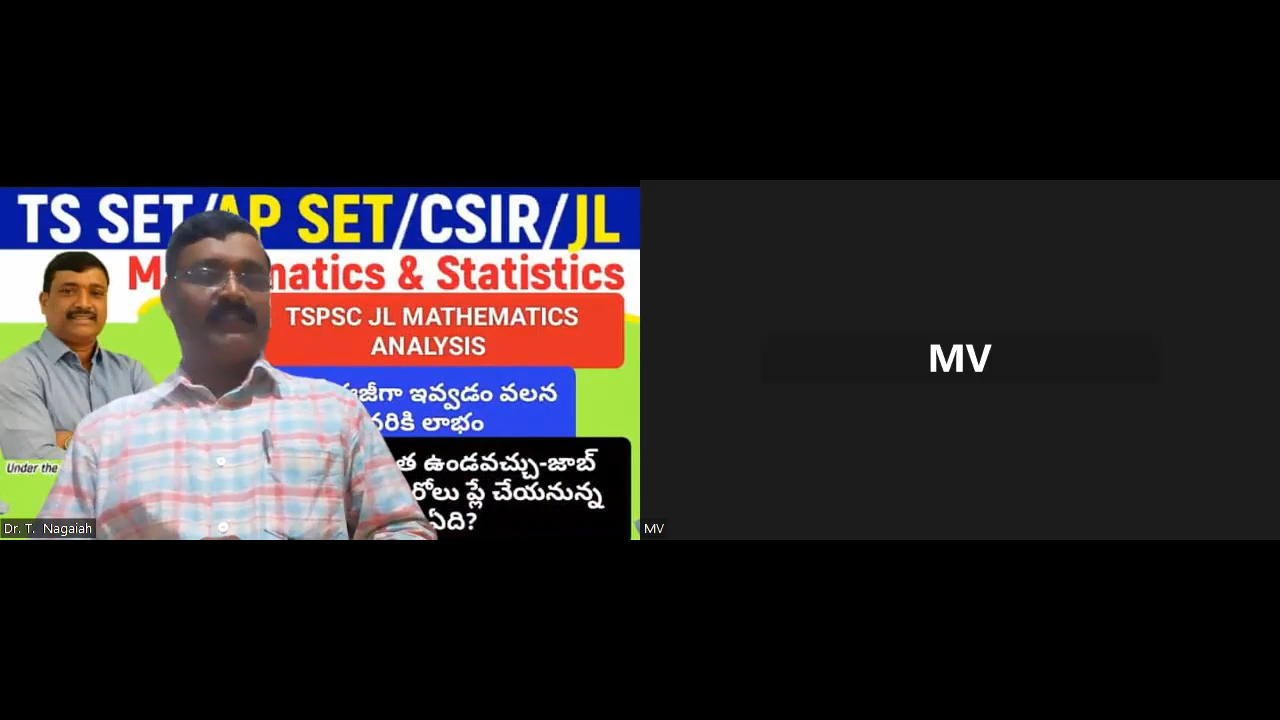 TS SET/AP SET/CSIR/JL
Mathematics & Statistics
TSPSC JL MATHEMATICS
ANALYSIS
ఇవ్వడం వలన
లాభం
ఉండవచ్చు-జాబ్
రోలు ప్లే చేయనున్న
ఏది?
Under the
Dr. T. Nagaiah
MV
MV